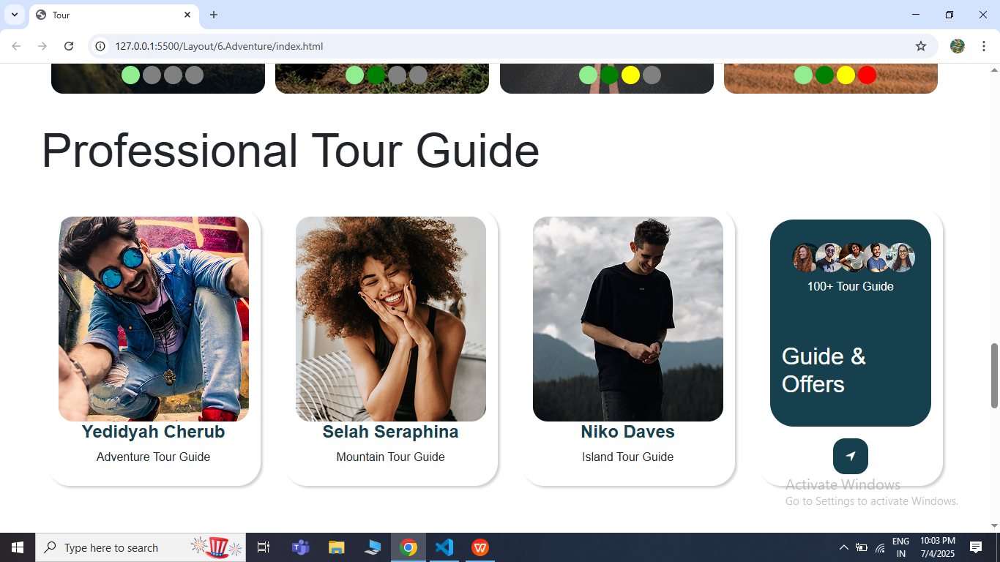 Tour
127.0.0.1:5500/Layout/6.Adventure/index.html
Professional Tour Guide
Yedidyah Cherub
Adventure Tour Guide
Selah Seraphina
Mountain Tour Guide
Niko Daves
Island Tour Guide
100+ Tour Guide
Guide &
Offers
Activate Windows
Go to Settings to activate Windows.
Type here to search
ENG
IN
10:03 PM
7/4/2025